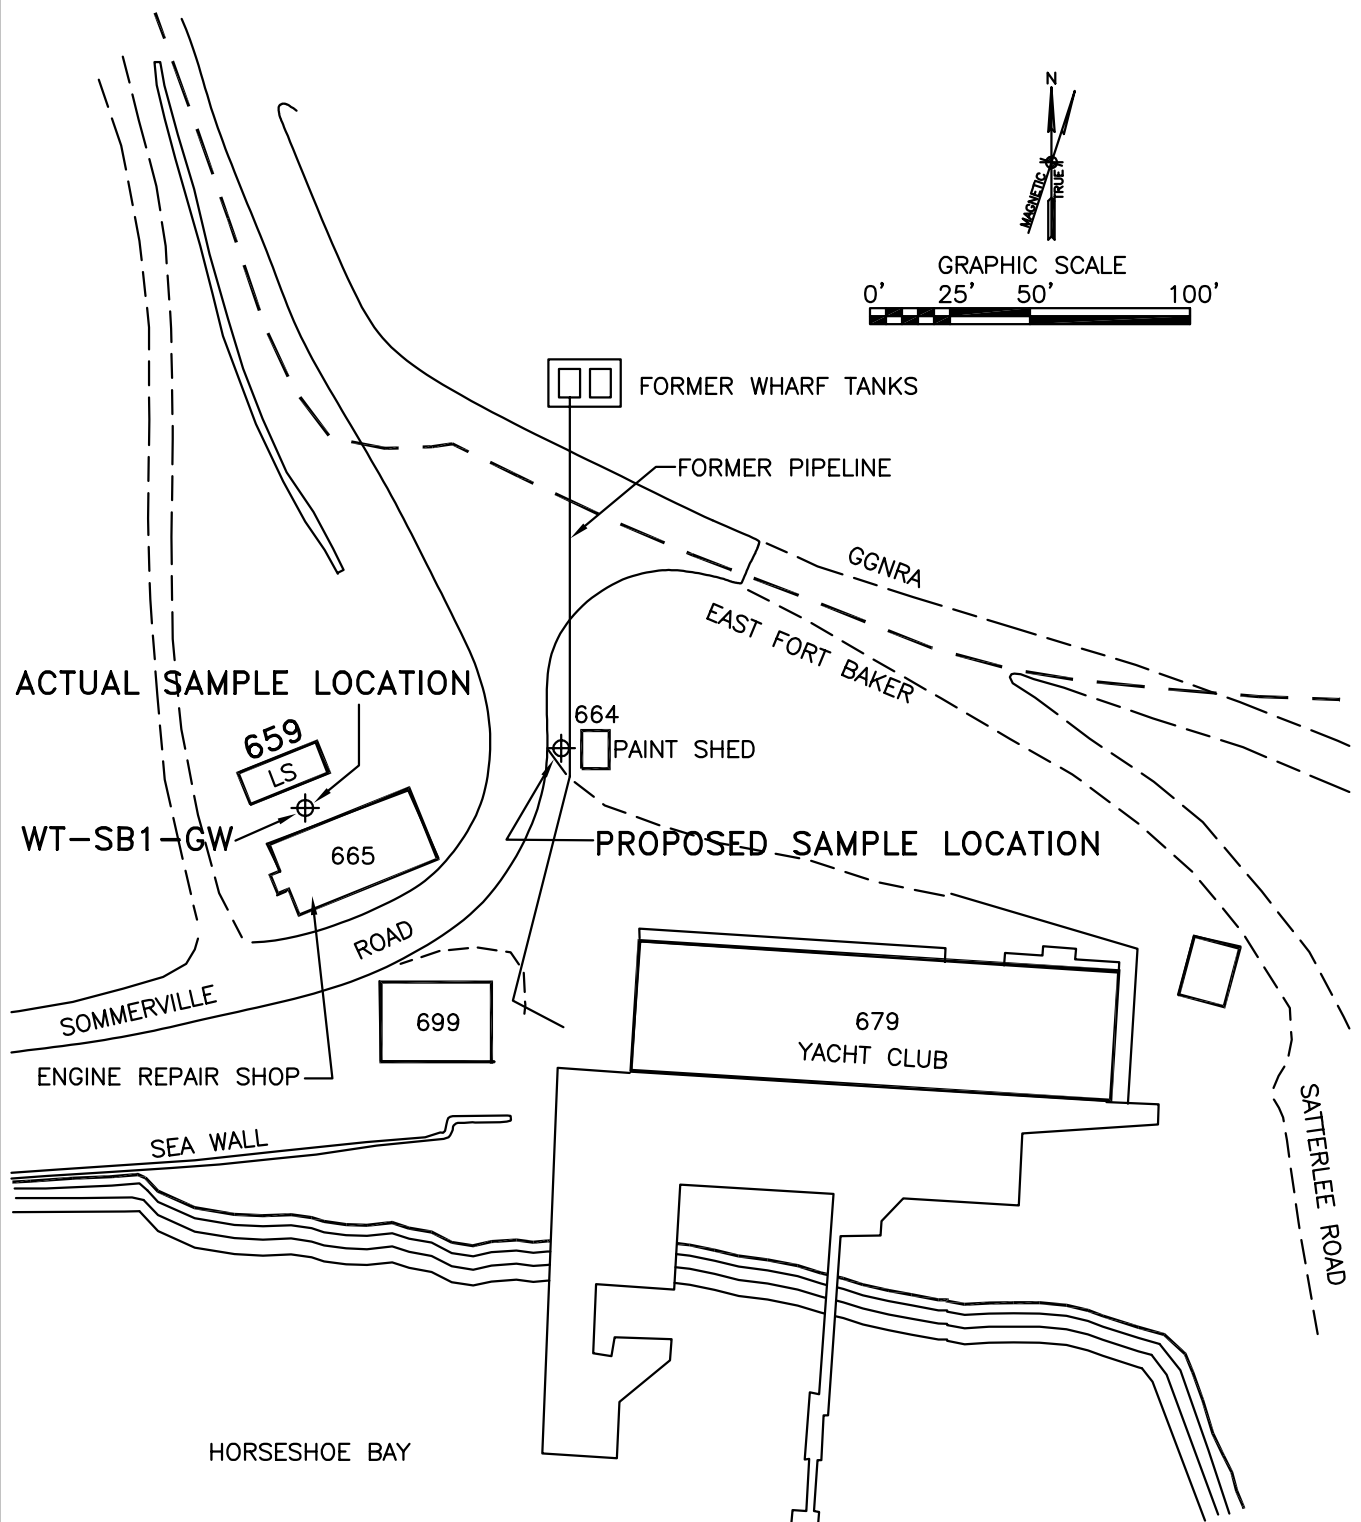 N
MAGNETIC
TRUE
GRAPHIC SCALE
0' 25' 50' 100'
FORMER WHARF TANKS
FORMER PIPELINE
GGNRA
EAST FORT BAKER
ACTUAL SAMPLE LOCATION
659
LS
664
PAINT SHED
WT-SB1-GW
665
PROPOSED SAMPLE LOCATION
SOMMERVILLE ROAD
699
679
YACHT CLUB
ENGINE REPAIR SHOP
SEA WALL
SATTERLEE ROAD
HORSESHOE BAY